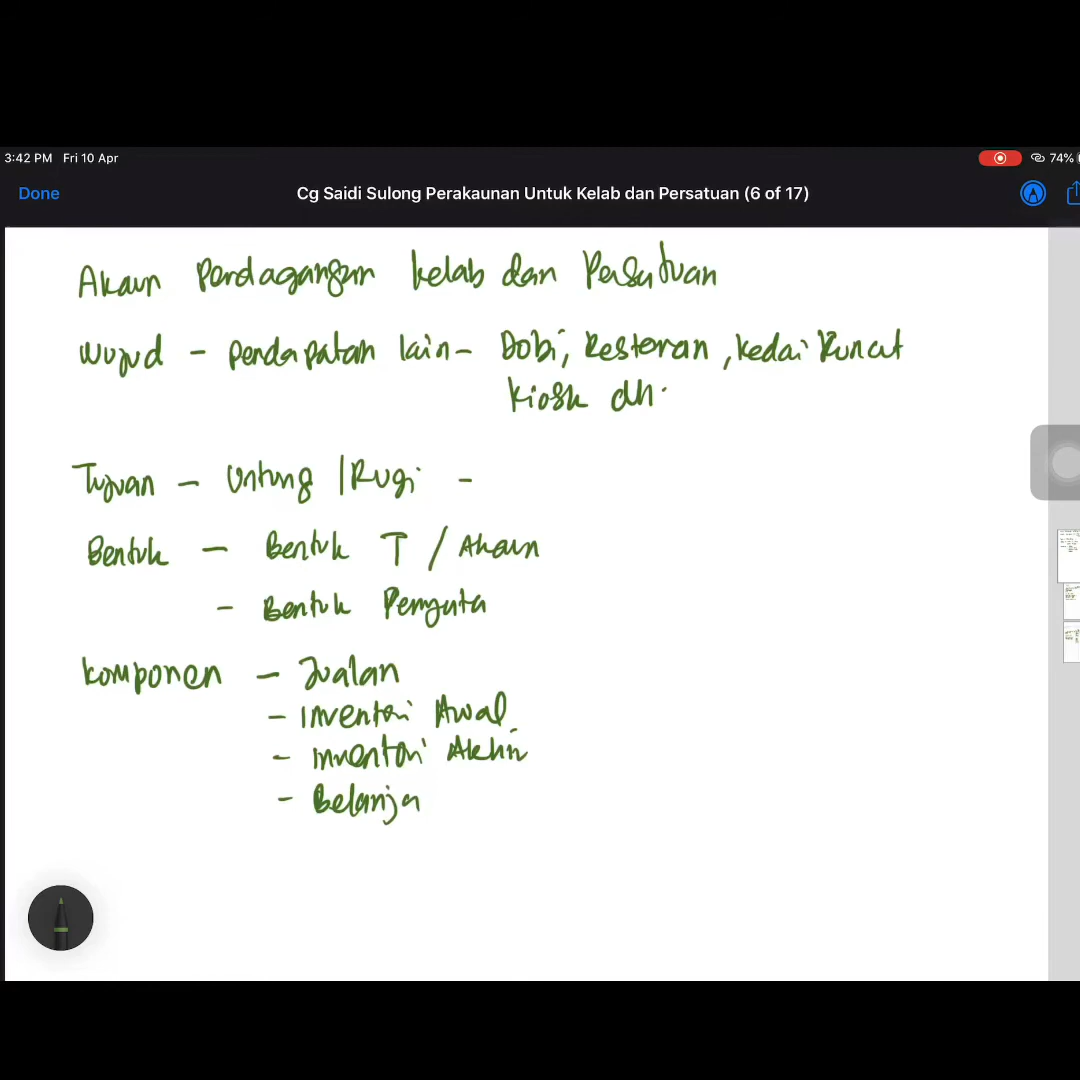 3:42 PM Fri 10 Apr
74%
Done
Cg Saidi Sulong Perakaunan Untuk Kelab dan Persatuan (6 of 17)
Akaun Perdagangan kelab dan Persatuan
Wujud - pendapatan lain - Dobi, Restoran, kedai Runcit
kiosk dll.
Tujuan - Untung / Rugi -
Bentuk - Bentuk T / Akaun
- Bentuk Penyata
komponen - Jualan
- Inventori Awal
- Inventori Akhir
- Belanja